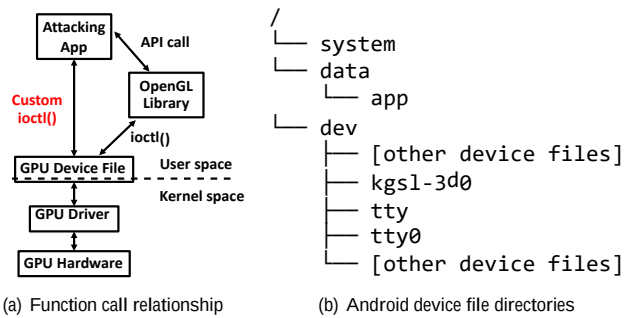 Attacking
App
API call
OpenGL
Library
Custom
ioctl()
ioctl()
GPU Device File
User space
Kernel space
GPU Driver
GPU Hardware
(a) Function call relationship
/
└── system
└── data
    └── app
└── dev
    ├── [other device files]
    ├── kgsl-3d0
    ├── tty
    ├── tty0
    └── [other device files]
(b) Android device file directories